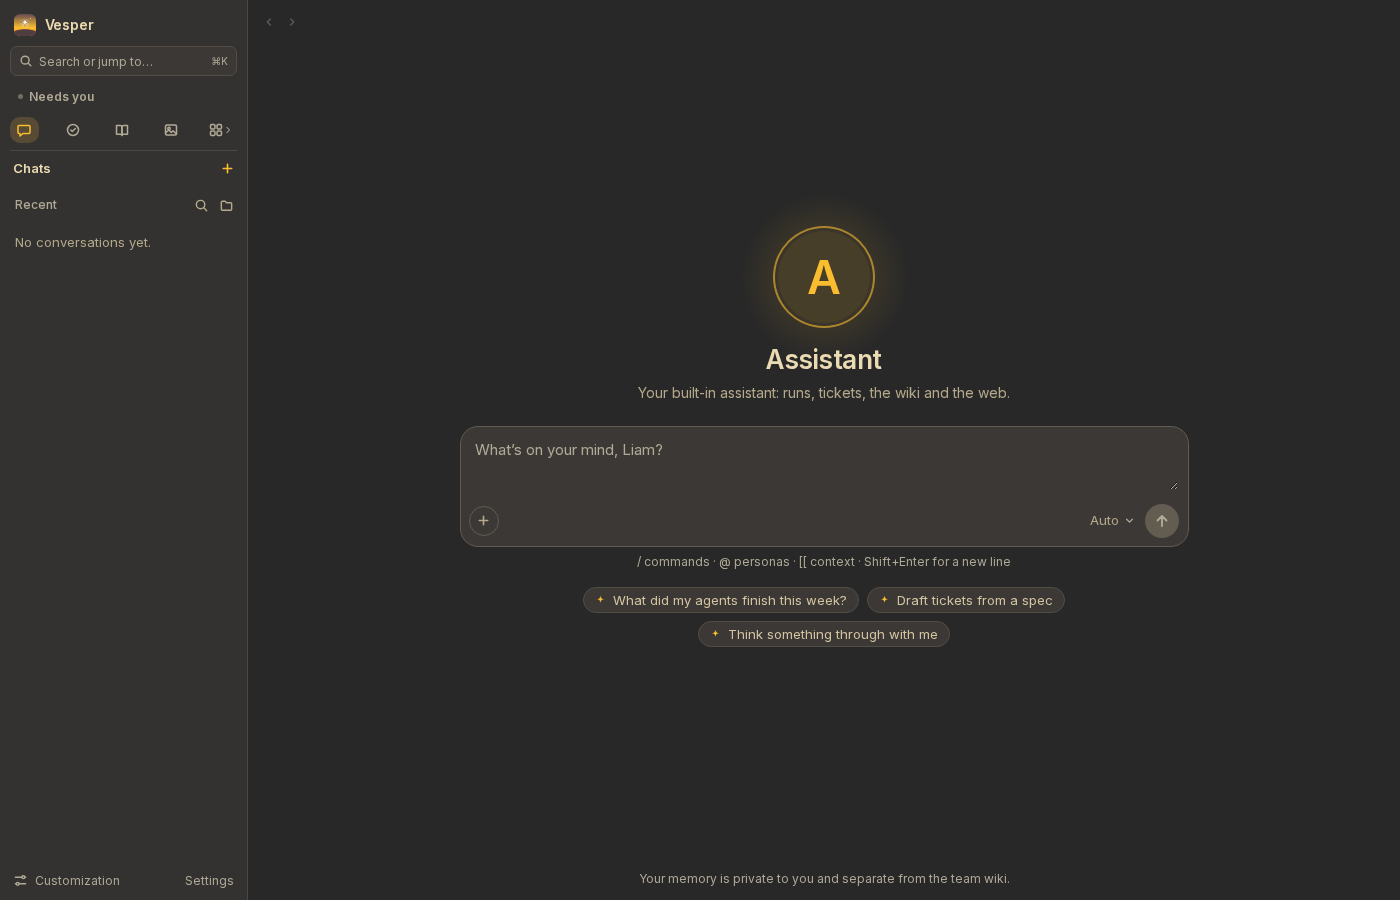 Vesper
Search or jump to… ⌘K
Needs you
Chats
Recent
No conversations yet.
Customization
Settings
A
Assistant
Your built-in assistant: runs, tickets, the wiki and the web.
What’s on your mind, Liam?
Auto
/ commands · @ personas · [[ context · Shift+Enter for a new line
What did my agents finish this week?
Draft tickets from a spec
Think something through with me
Your memory is private to you and separate from the team wiki.